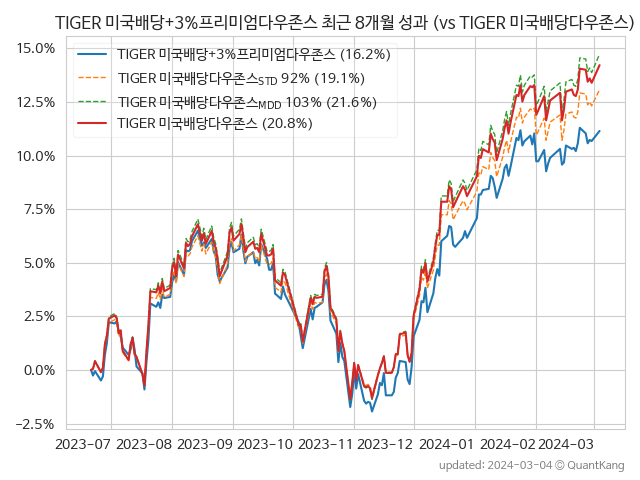 TIGER 미국배당+3%프리미엄다우존스 최근 8개월 성과 (vs TIGER 미국배당다우존스)
15.0%
12.5%
10.0%
7.5%
5.0%
2.5%
0.0%
−2.5%
TIGER 미국배당+3%프리미엄다우존스 (16.2%)
TIGER 미국배당다우존스STD 92% (19.1%)
TIGER 미국배당다우존스MDD 103% (21.6%)
TIGER 미국배당다우존스 (20.8%)
2023-07 2023-08 2023-09 2023-10 2023-11 2023-12 2024-01 2024-02 2024-03
updated: 2024-03-04 © QuantKang